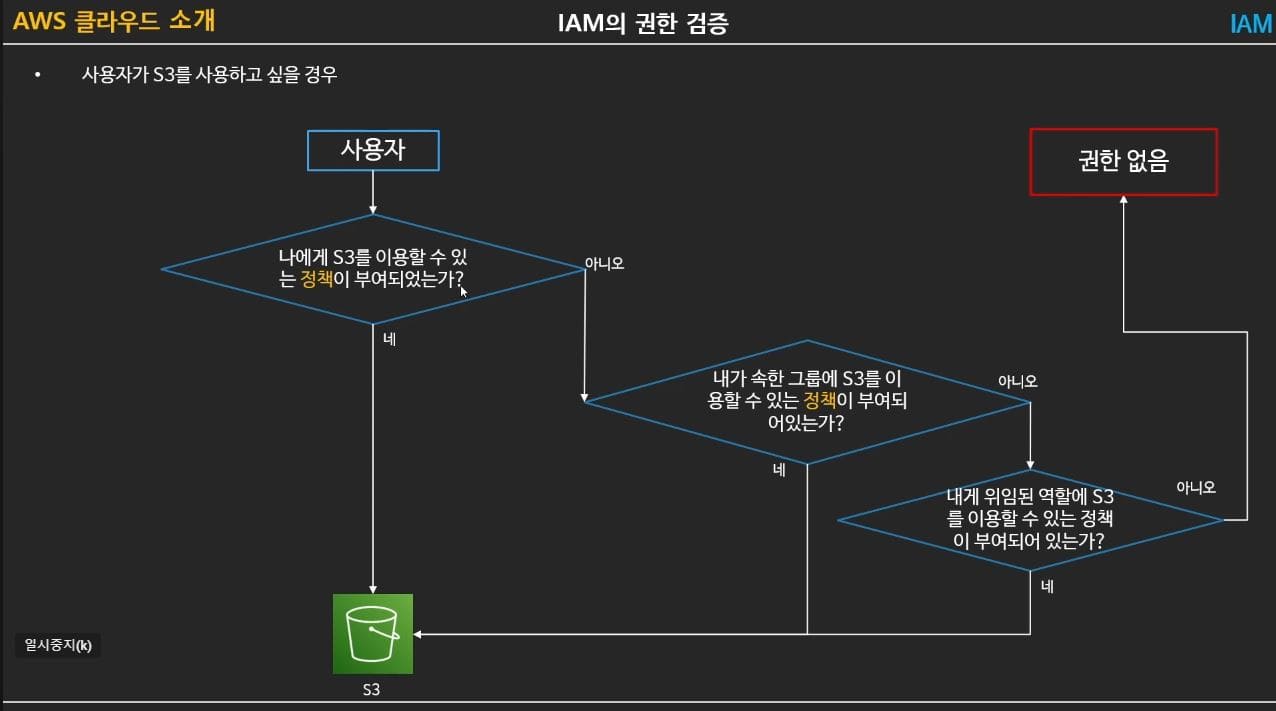 AWS 클라우드 소개
IAM의 권한 검증
IAM
• 사용자가 S3를 사용하고 싶을 경우
사용자
권한 없음
나에게 S3를 이용할 수 있
는 정책이 부여되었는가?
아니오
네
내가 속한 그룹에 S3를 이
용할 수 있는 정책이 부여되
어있는가?
아니오
네
내게 위임된 역할에 S3
를 이용할 수 있는 정책
이 부여되어 있는가?
아니오
네
일시중지(k)
S3